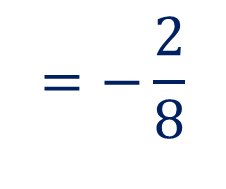 = − 2/8